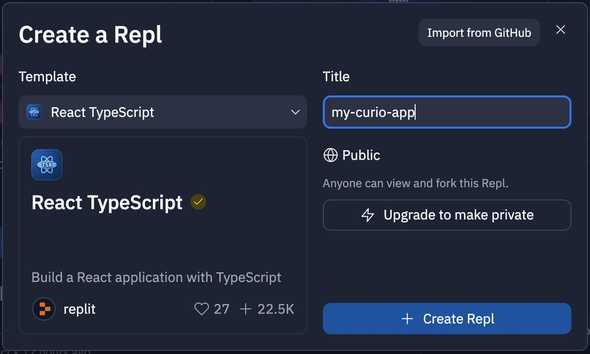 Create a Repl
Import from GitHub
Template
Title
React TypeScript
my-curio-app
React TypeScript
Public
Anyone can view and fork this Repl.
Upgrade to make private
Build a React application with TypeScript
replit
27
22.5K
Create Repl